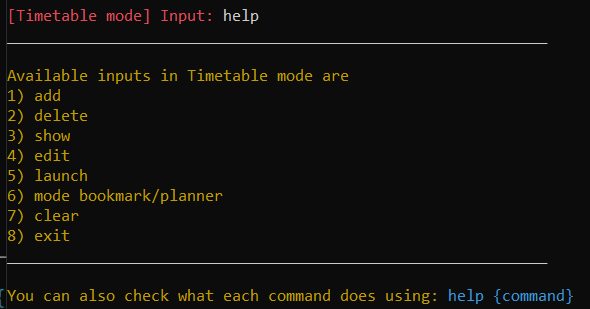 [Timetable mode] Input: help
Available inputs in Timetable mode are
1) add
2) delete
3) show
4) edit
5) launch
6) mode bookmark/planner
7) clear
8) exit
You can also check what each command does using: help {command}